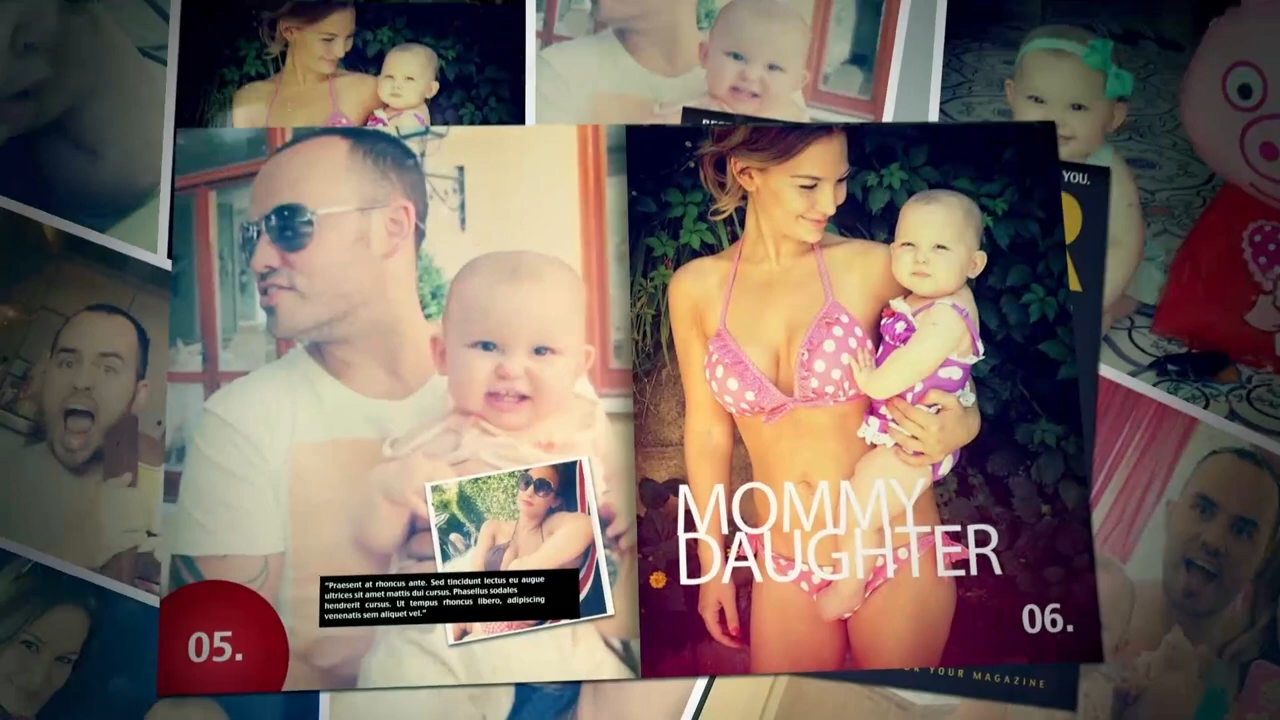 YOU,
"Praesent at rhoncus ante. Sed tincidunt lectus eu augue
ultrices sit amet mattis dui cursus. Phasellus sodales
hendrerit cursus. Ut tempus rhoncus libero, adipiscing
venenatis sem aliquet vel."
05.
MOMMY
DAUGHTER
06.
YOUR MAGAZINE